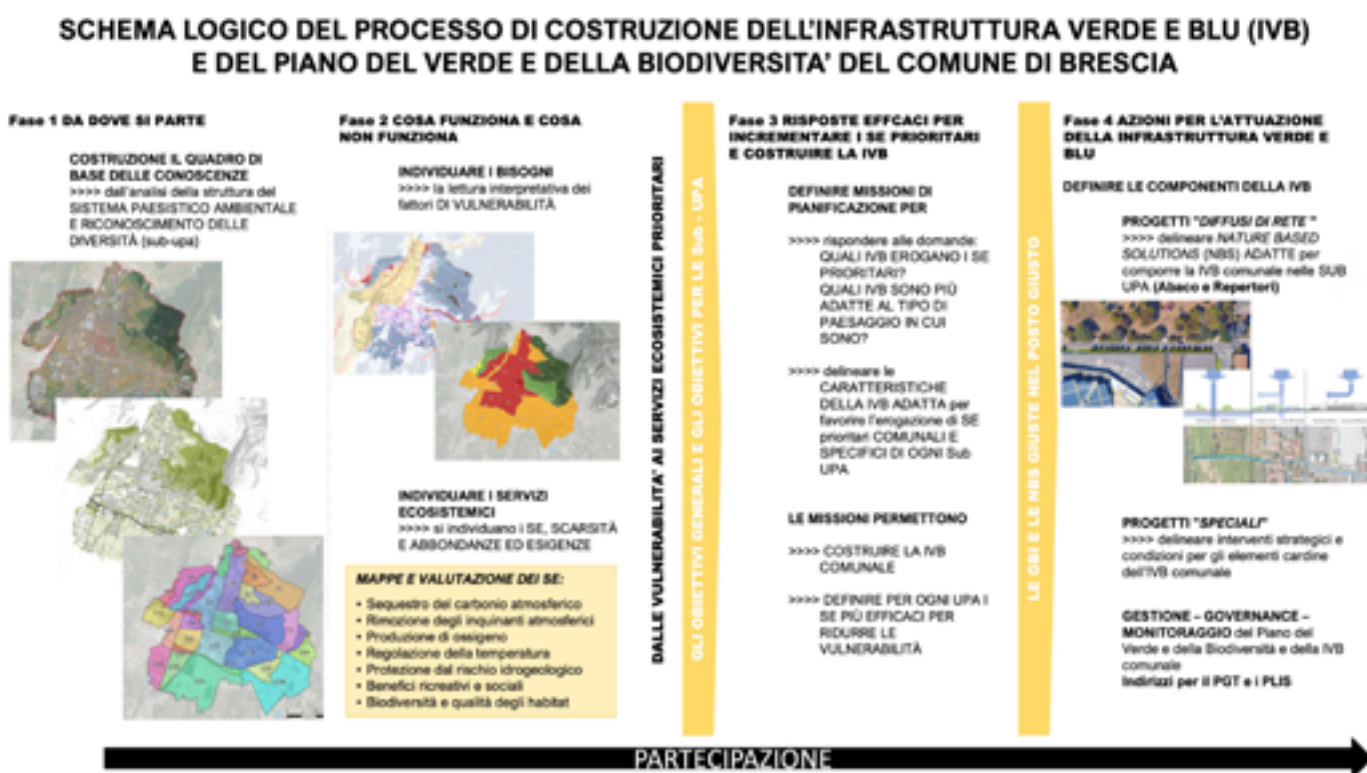 SCHEMA LOGICO DEL PROCESSO DI COSTRUZIONE DELL'INFRASTRUTTURA VERDE E BLU (IVB)
E DEL PIANO DEL VERDE E DELLA BIODIVERSITA' DEL COMUNE DI BRESCIA
Fase 1 DA DOVE SI PARTE
COSTRUZIONE IL QUADRO DI
BASE DELLE CONOSCENZE
>>>> dall'analisi della struttura del
SISTEMA PAESISTICO AMBIENTALE
E RICONOSCIMENTO DELLE
DIVERSITÀ (sub-upa)
Fase 2 COSA FUNZIONA E COSA
NON FUNZIONA
INDIVIDUARE I BISOGNI
>>>> la lettura interpretativa dei
fattori DI VULNERABILITÀ
INDIVIDUARE I SERVIZI
ECOSISTEMICI
>>>> si individuano i SE, SCARSITÀ
E ABBONDANZE ED ESIGENZE
MAPPE E VALUTAZIONE DEI SE:
• Sequestro del carbonio atmosferico
• Rimozione degli inquinanti atmosferici
• Produzione di ossigeno
• Regolazione della temperatura
• Protezione dal rischio idrogeologico
• Benefici ricreativi e sociali
• Biodiversità e qualità degli habitat
DALLE VULNERABILITA' AI SERVIZI ECOSISTEMICI PRIORITARI
GLI OBIETTIVI GENERALI E GLI OBIETTIVI PER LE Sub - UPA
Fase 3 RISPOSTE EFFCACI PER
INCREMENTARE I SE PRIORITARI
E COSTRUIRE LA IVB
DEFINIRE MISSIONI DI
PIANIFICAZIONE PER
>>>> rispondere alle domande:
QUALI IVB EROGANO I SE
PRIORITARI?
QUALI IVB SONO PIÙ
ADATTE AL TIPO DI
PAESAGGIO IN CUI
SONO?
>>>> delineare le
CARATTERISTICHE
DELLA IVB ADATTA per
favorire l'erogazione di SE
prioritari COMUNALI E
SPECIFICI DI OGNI Sub
UPA
LE MISSIONI PERMETTONO
>>>> COSTRUIRE LA IVB
COMUNALE
>>>> DEFINIRE PER OGNI UPA I
SE PIÙ EFFICACI PER
RIDURRE LE
VULNERABILITÀ
LE GBI E LE NBS GIUSTE NEL POSTO GIUSTO
Fase 4 AZIONI PER L'ATTUAZIONE
DELLA INFRASTRUTTURA VERDE E
BLU
DEFINIRE LE COMPONENTI DELLA IVB
PROGETTI "DIFFUSI DI RETE "
>>>> delineare NATURE BASED
SOLUTIONS (NBS) ADATTE per
comporre la IVB comunale nelle SUB
UPA (Abaco e Repertori)
PROGETTI "SPECIALI"
>>>> delineare interventi strategici e
condizioni per gli elementi cardine
dell'IVB comunale
GESTIONE – GOVERNANCE –
MONITORAGGIO del Piano del
Verde e della Biodiversità e della IVB
comunale
Indirizzi per il PGT e i PLIS
PARTECIPAZIONE